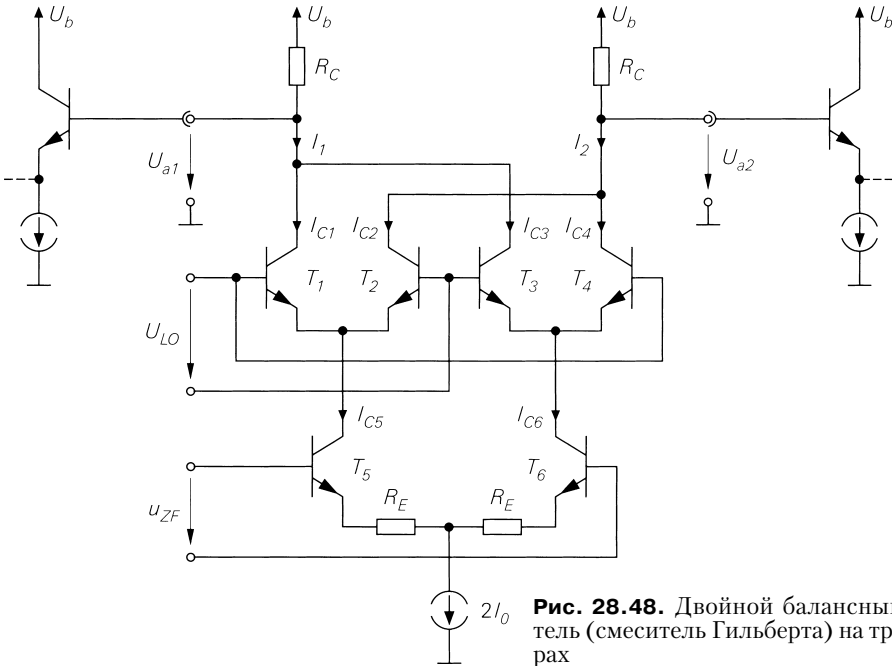 U_b U_b U_b U_b
R_C R_C
I_1 I_2
U_a1 U_a2
I_C1 I_C2 I_C3 I_C4
T_1 T_2 T_3 T_4
U_LO
I_C5 I_C6
T_5 T_6
R_E R_E
u_ZF
2I_0
Рис. 28.48. Двойной балансный
тель (смеситель Гильберта) на тр
рах